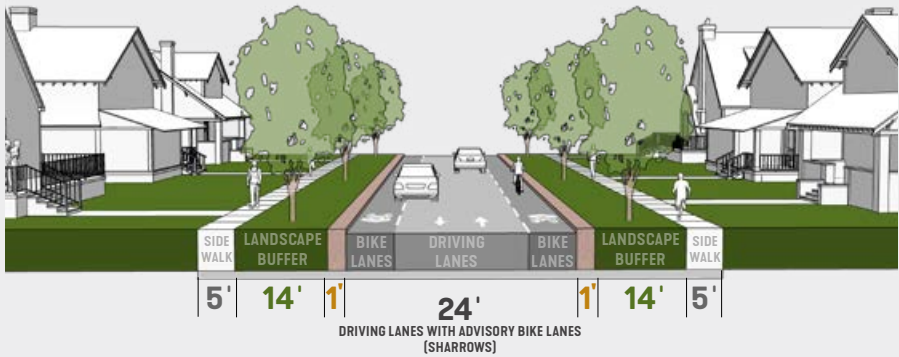 SIDE WALK
LANDSCAPE BUFFER
BIKE LANES
DRIVING LANES
BIKE LANES
LANDSCAPE BUFFER
SIDE WALK
5'
14'
1'
24'
1'
14'
5'
DRIVING LANES WITH ADVISORY BIKE LANES
(SHARROWS)